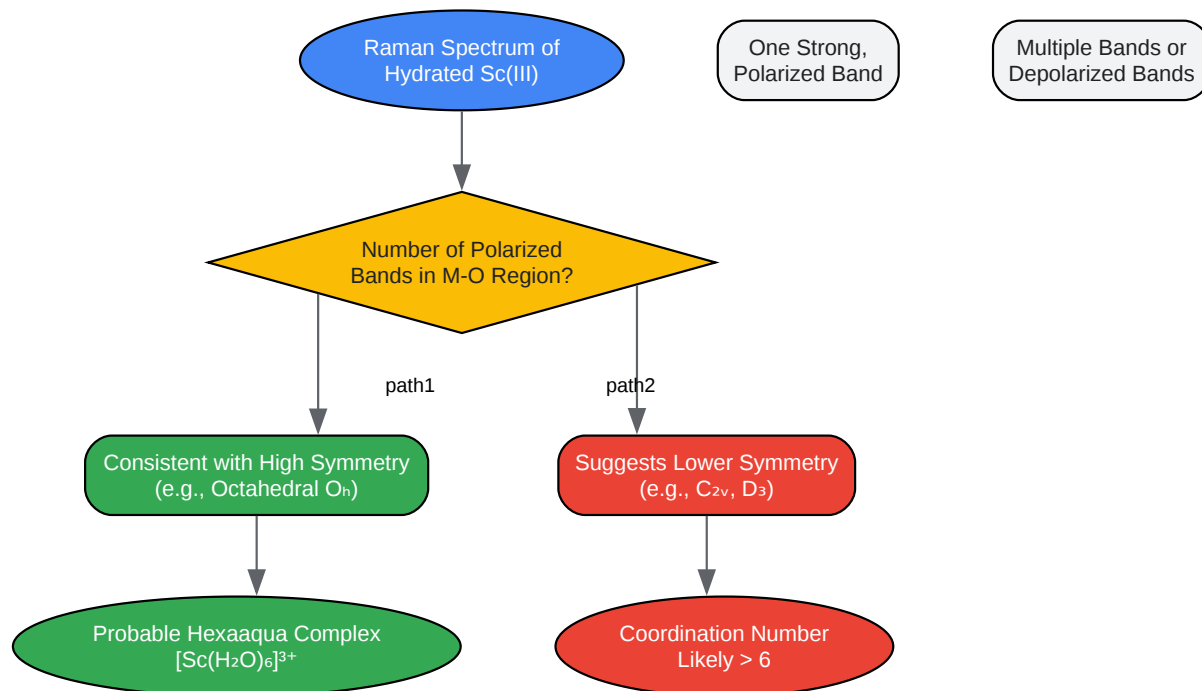 Raman Spectrum of
Hydrated Sc(III)
One Strong,
Polarized Band
Multiple Bands or
Depolarized Bands
Number of Polarized
Bands in M-O Region?
path1
path2
Consistent with High Symmetry
(e.g., Octahedral Oₕ)
Suggests Lower Symmetry
(e.g., C₂ᵥ, D₃)
Probable Hexaaqua Complex
[Sc(H₂O)₆]³⁺
Coordination Number
Likely > 6